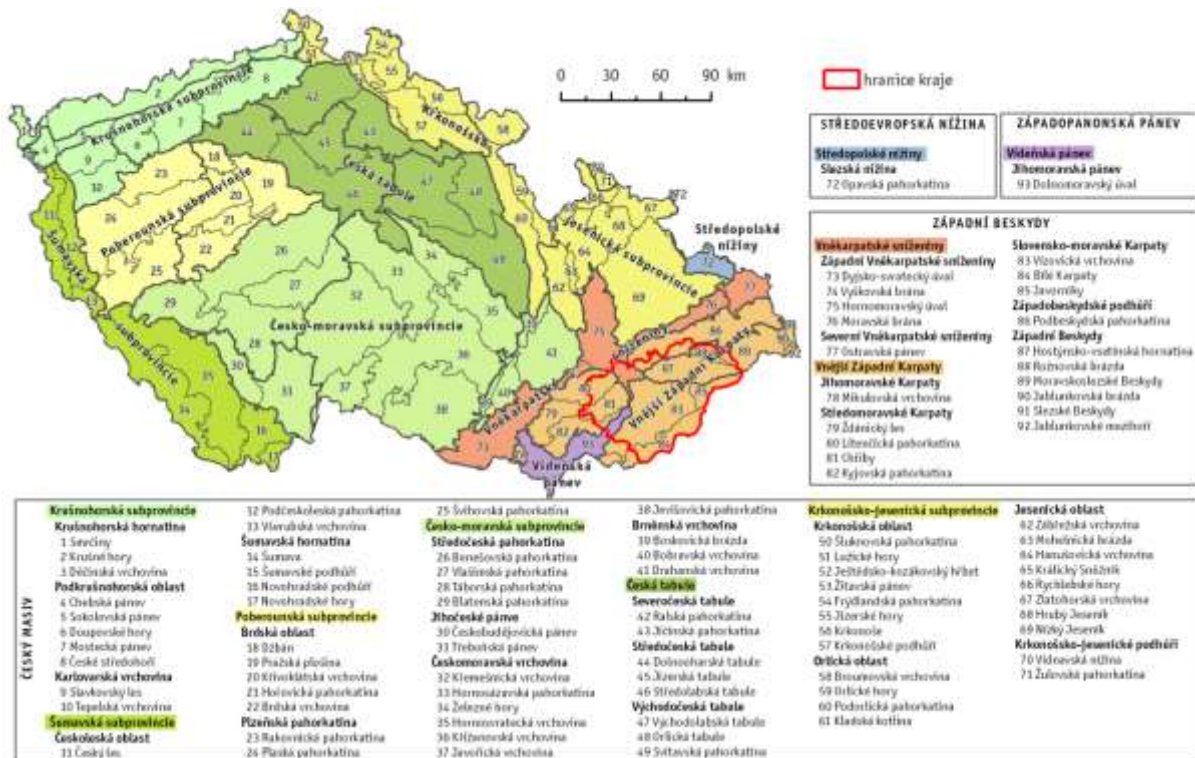 0 30 60 90 km
hranice kraje
Krušnohorská subprovincie
Česká tabule
Poberounská subprovincie
Šumavská
subprovincie
Česko-moravská subprovincie
Jesenická subprovincie
Středopolské
nížiny
Vněkarpatské
Vnější Západní Karpaty
Vídeňská
pánev
STŘEDOEVROPSKÁ NÍŽINA
Středopolské nížiny
Slezská nížina
72 Opavská pahorkatina
ZÁPADOPANONSKÁ PÁNEV
Vídeňská pánev
Jihomoravská pánev
93 Dolnomoravský úval
ZÁPADNÍ BESKYDY
Vněkarpatské sníženiny
Západní Vněkarpatské sníženiny
73 Dyjsko-svratecký úval
74 Vyškovská brána
75 Hornomoravský úval
76 Moravská brána
Severní Vněkarpatské sníženiny
77 Ostravská pánev
Vnější Západní Karpaty
Jihomoravské Karpaty
78 Mikulovská vrchovina
Středomoravské Karpaty
79 Ždánický les
80 Litenčická pahorkatina
81 Chřiby
82 Kyjovská pahorkatina
Slovensko-moravské Karpaty
83 Vizovická vrchovina
84 Bílé Karpaty
85 Javorníky
Západobeskydské podhůří
86 Podbeskydská pahorkatina
Západní Beskydy
87 Hostýnsko-vsetínská hornatina
88 Rožnovská brázda
89 Moravskoslezské Beskydy
90 Jablunkovská brázda
91 Slezské Beskydy
92 Jablunkovské mezihoří
ČESKÝ MASIV
Krušnohorská subprovincie
Krušnohorská hornatina
1 Smrčiny
2 Krušné hory
3 Děčínská vrchovina
Podkrušnohorská oblast
4 Chebská pánev
5 Sokolovská pánev
6 Doupovské hory
7 Mostecká pánev
8 České středohoří
Karlovarská vrchovina
9 Slavkovský les
10 Tepelská vrchovina
Šumavská subprovincie
Českoleská oblast
11 Český les
12 Podčeskoleská pahorkatina
13 Všerubská vrchovina
Šumavská hornatina
14 Šumava
15 Šumavské podhůří
16 Novohradské podhůří
17 Novohradské hory
Poberounská subprovincie
Brdská oblast
18 Džbán
19 Pražská plošina
20 Křivoklátská vrchovina
21 Hořovická pahorkatina
22 Brdská vrchovina
Plzeňská pahorkatina
23 Rakovnická pahorkatina
24 Plaská pahorkatina
25 Švihovská pahorkatina
Česko-moravská subprovincie
Středočeská pahorkatina
26 Benešovská pahorkatina
27 Vlašimská pahorkatina
28 Táborská pahorkatina
29 Blatenská pahorkatina
Jihočeské pánve
30 Českobudějovická pánev
31 Třeboňská pánev
Českomoravská vrchovina
32 Křemešnická vrchovina
33 Hornosázavská pahorkatina
34 Železné hory
35 Hornosvratecká vrchovina
36 Křižanovská vrchovina
37 Javořická vrchovina
38 Jevišovická pahorkatina
Brněnská vrchovina
39 Boskovická brázda
40 Bobravská vrchovina
41 Drahanská vrchovina
Česká tabule
Severočeská tabule
42 Ralská pahorkatina
43 Jičínská pahorkatina
Středočeská tabule
44 Dolnooharská tabule
45 Jizerská tabule
46 Středolabská tabule
Východočeská tabule
47 Východolabská tabule
48 Orlická tabule
49 Svitavská pahorkatina
Krkonošsko-jesenická subprovincie
Krkonošská oblast
50 Šluknovská pahorkatina
51 Lužické hory
52 Ještědsko-kozákovský hřbet
53 Žitavská pánev
54 Frýdlantská pahorkatina
55 Jizerské hory
56 Krkonoše
57 Krkonošské podhůří
Orlická oblast
58 Broumovská vrchovina
59 Orlické hory
60 Podorlická pahorkatina
61 Kladská kotlina
Jesenická oblast
62 Zábřežská vrchovina
63 Mohelnická brázda
64 Hanušovická vrchovina
65 Králický Sněžník
66 Rychlebské hory
67 Zlatohorská vrchovina
68 Hrubý Jeseník
69 Nízký Jeseník
Krkonošsko-jesenické podhůří
70 Vidnavská nížina
71 Žulovská pahorkatina